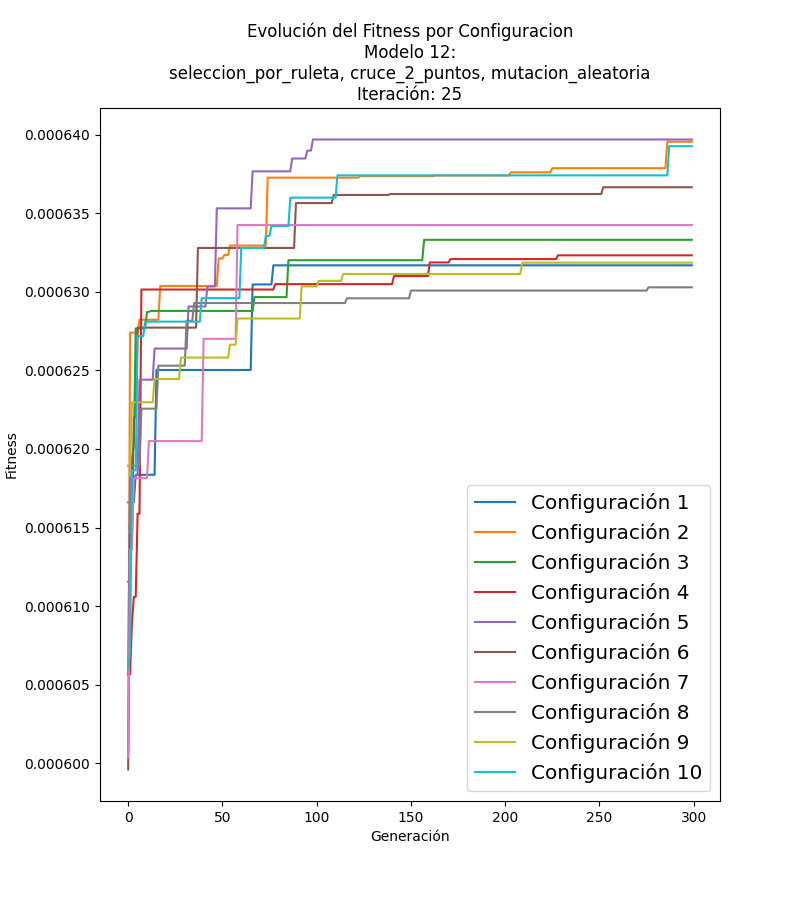 Evolución del Fitness por Configuracion
Modelo 12:
seleccion_por_ruleta, cruce_2_puntos, mutacion_aleatoria
Iteración: 25
0.000640
0.000635
0.000630
0.000625
0.000620
0.000615
0.000610
0.000605
0.000600
Fitness
Configuración 1
Configuración 2
Configuración 3
Configuración 4
Configuración 5
Configuración 6
Configuración 7
Configuración 8
Configuración 9
Configuración 10
0 50 100 150 200 250 300
Generación